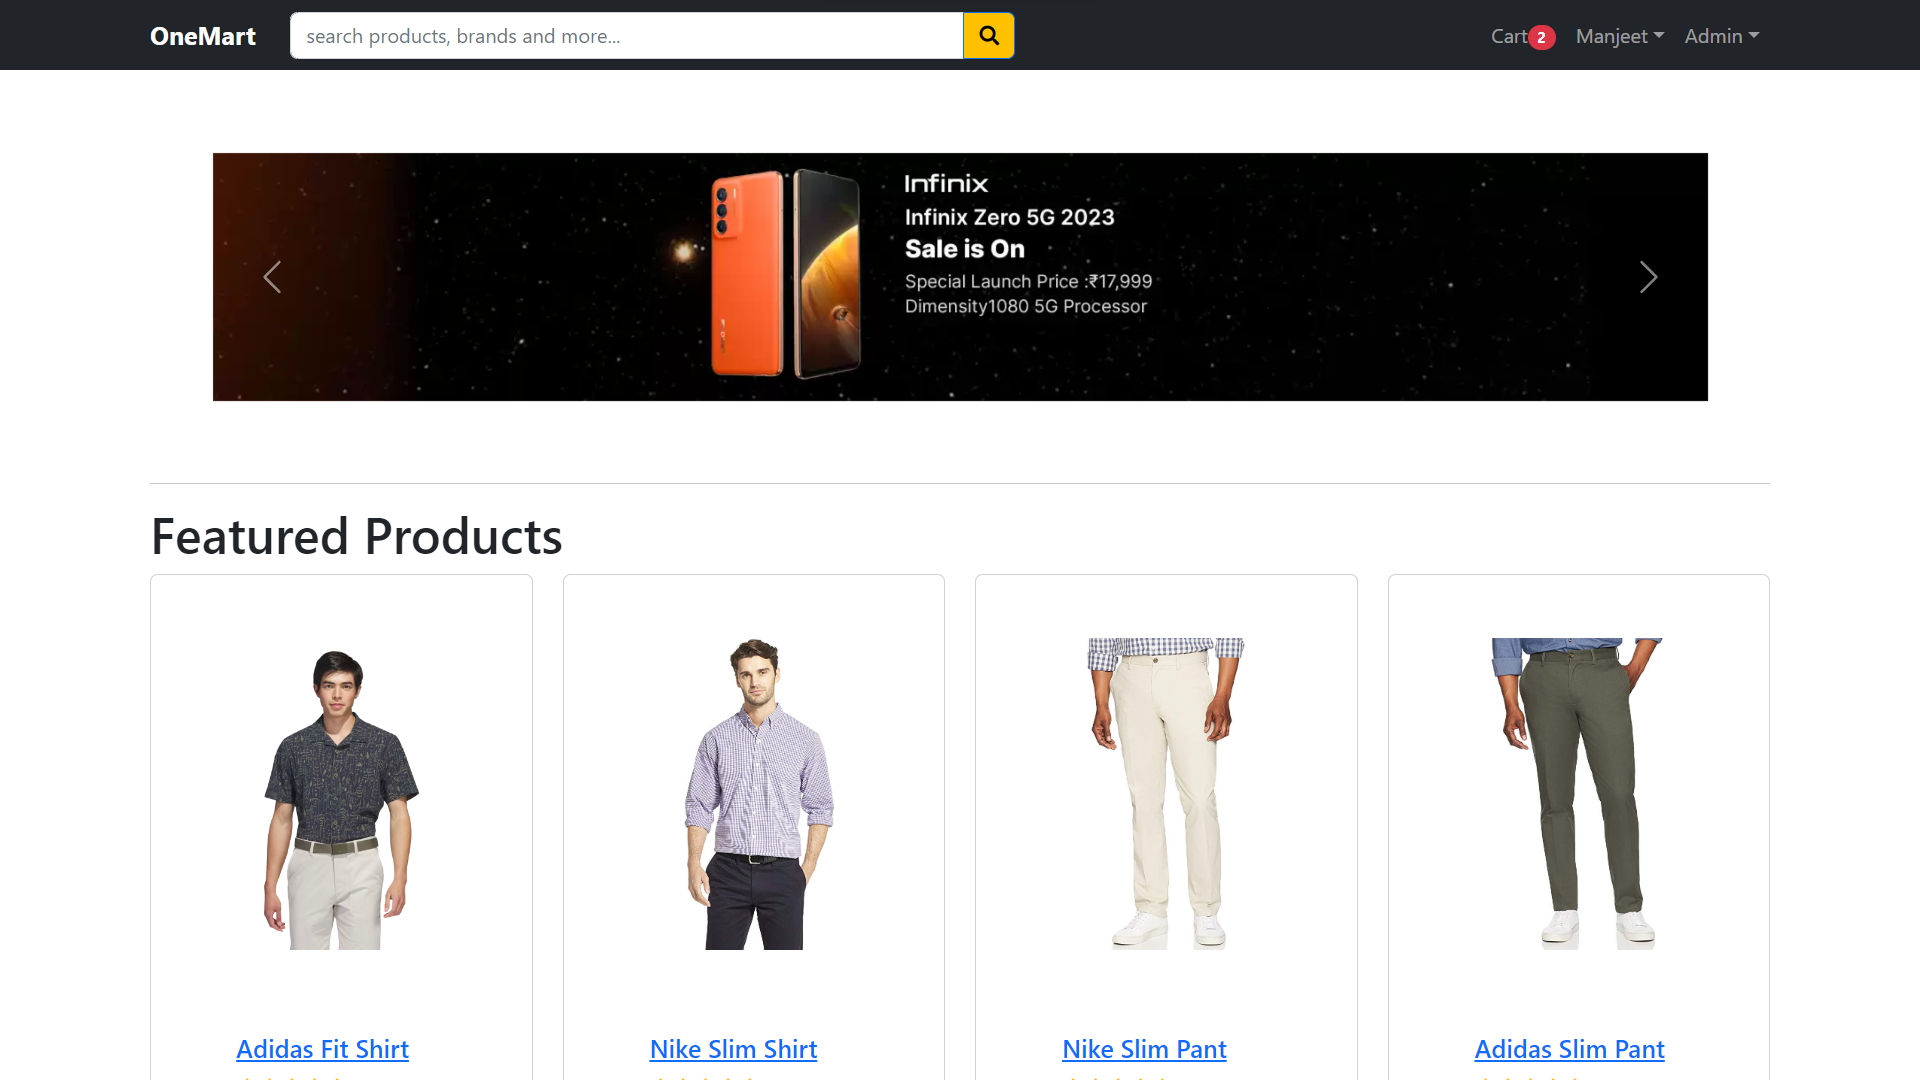 OneMart
search products, brands and more...
Cart 2
Manjeet
Admin
Infinix
Infinix Zero 5G 2023
Sale is On
Special Launch Price :₹17,999
Dimensity1080 5G Processor
Featured Products
Adidas Fit Shirt
Nike Slim Shirt
Nike Slim Pant
Adidas Slim Pant